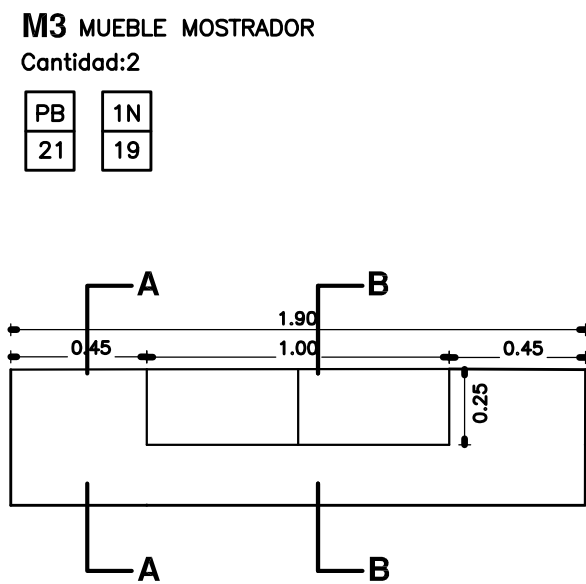 M3 MUEBLE MOSTRADOR
Cantidad:2
PB 1N
21 19
A B
1.90
0.45 1.00 0.45
0.25
A B